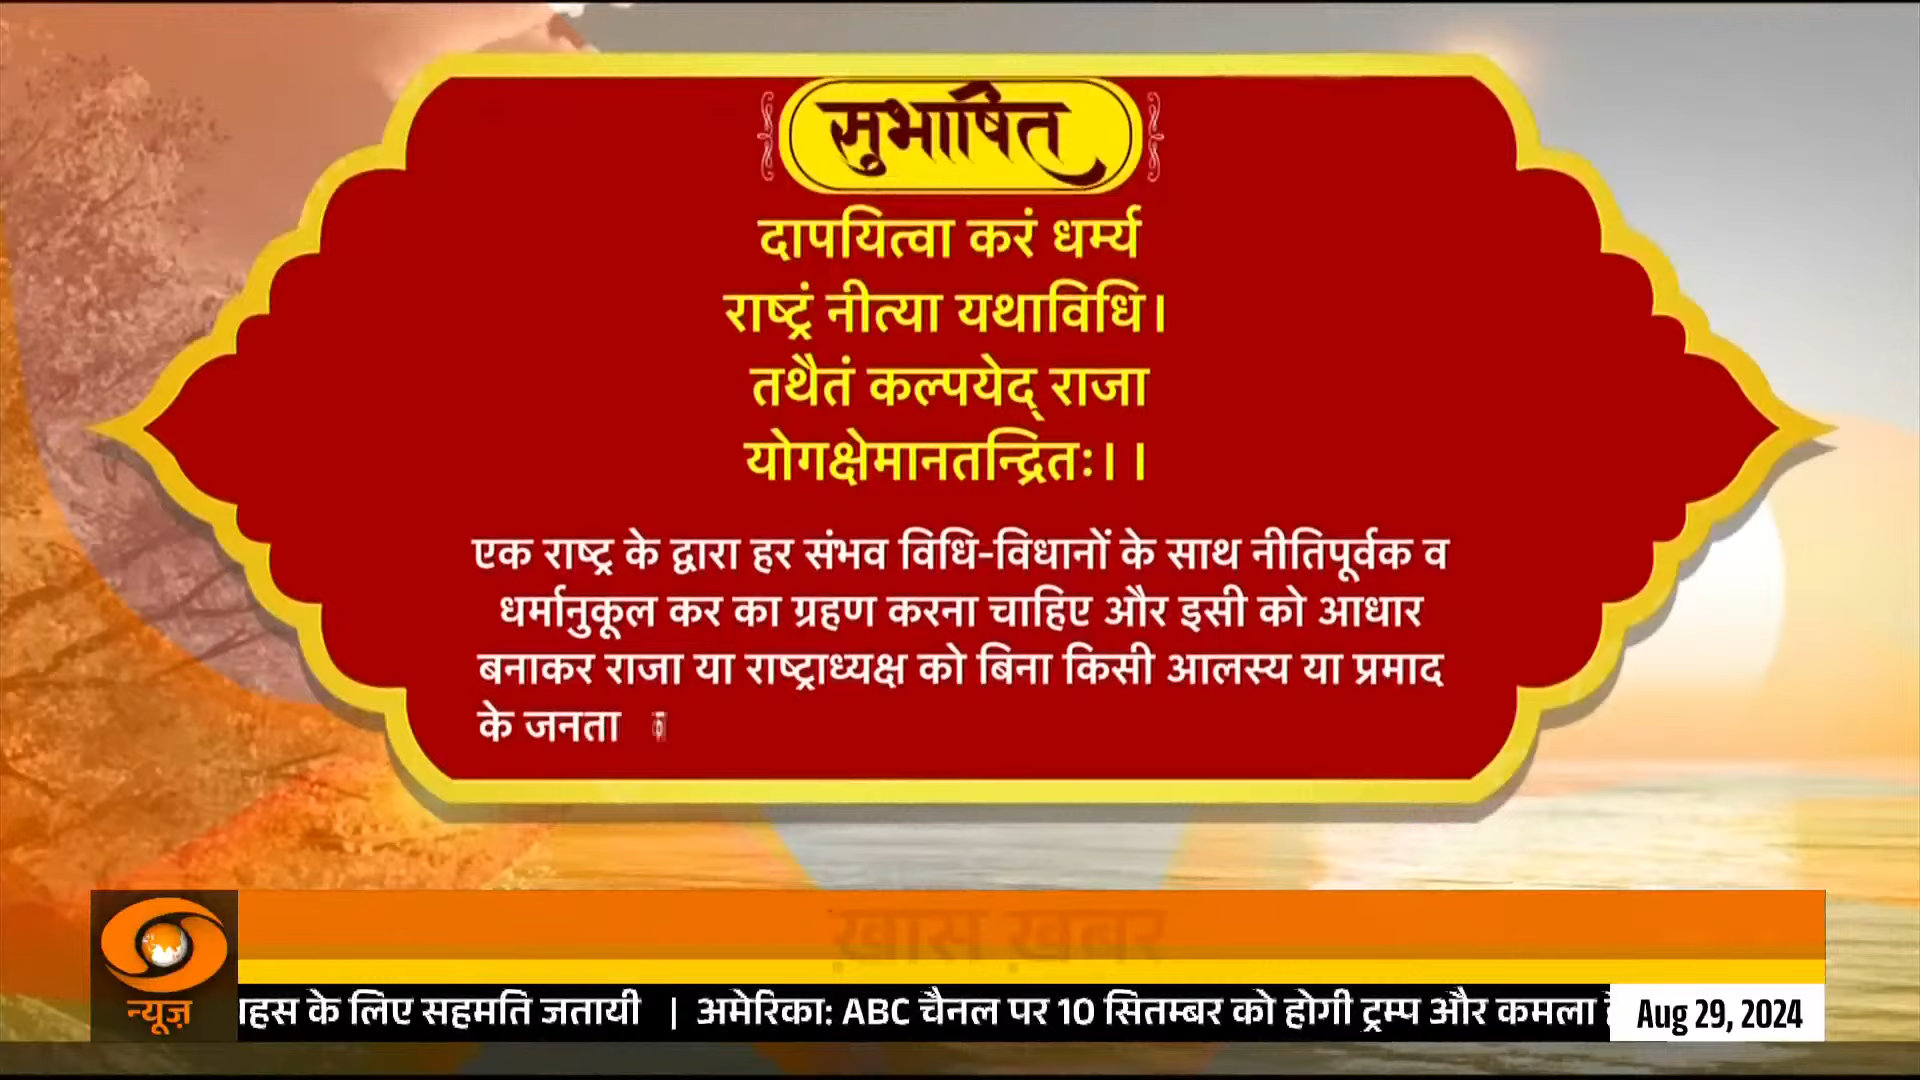 सुभाषित
दापयित्वा करं धर्म्य
राष्ट्रं नीत्या यथाविधि।
तथैतं कल्पयेद् राजा
योगक्षेमानतन्द्रितः।।
एक राष्ट्र के द्वारा हर संभव विधि-विधानों के साथ नीतिपूर्वक व
धर्मानुकूल कर का ग्रहण करना चाहिए और इसी को आधार
बनाकर राजा या राष्ट्राध्यक्ष को बिना किसी आलस्य या प्रमाद
के जनता
ख़ास ख़बर
न्यूज़
हस के लिए सहमति जतायी | अमेरिका: ABC चैनल पर 10 सितम्बर को होगी ट्रम्प और कमला
Aug 29, 2024